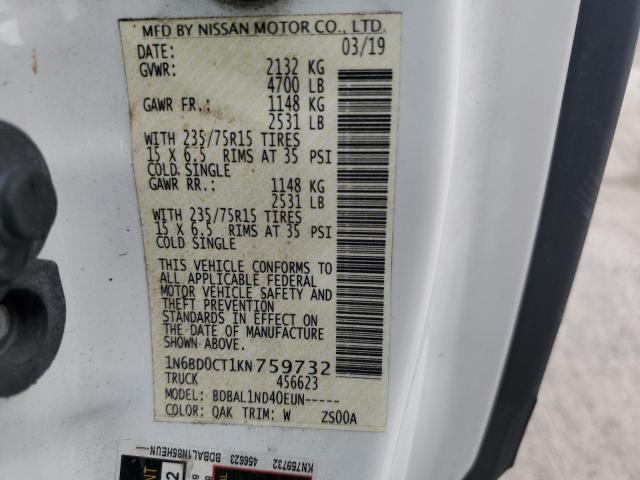 MFD BY NISSAN MOTOR CO., LTD.
DATE: 03/19
GVWR: 2132 KG
4700 LB
GAWR FR.: 1148 KG
2531 LB
WITH 235/75R15 TIRES
15 X 6.5 RIMS AT 35 PSI
COLD SINGLE
GAWR RR.: 1148 KG
2531 LB
WITH 235/75R15 TIRES
15 X 6.5 RIMS AT 35 PSI
COLD SINGLE
THIS VEHICLE CONFORMS TO
ALL APPLICABLE FEDERAL
MOTOR VEHICLE SAFETY AND
THEFT PREVENTION
STANDARDS IN EFFECT ON
THE DATE OF MANUFACTURE
SHOWN ABOVE.
1N6BD0CT1KN759732
TRUCK 456623
MODEL: BDBAL1ND40EUN-----
COLOR: QAK TRIM: W ZS00A
KN759732
456623 BDBAL1N85HEUN-----